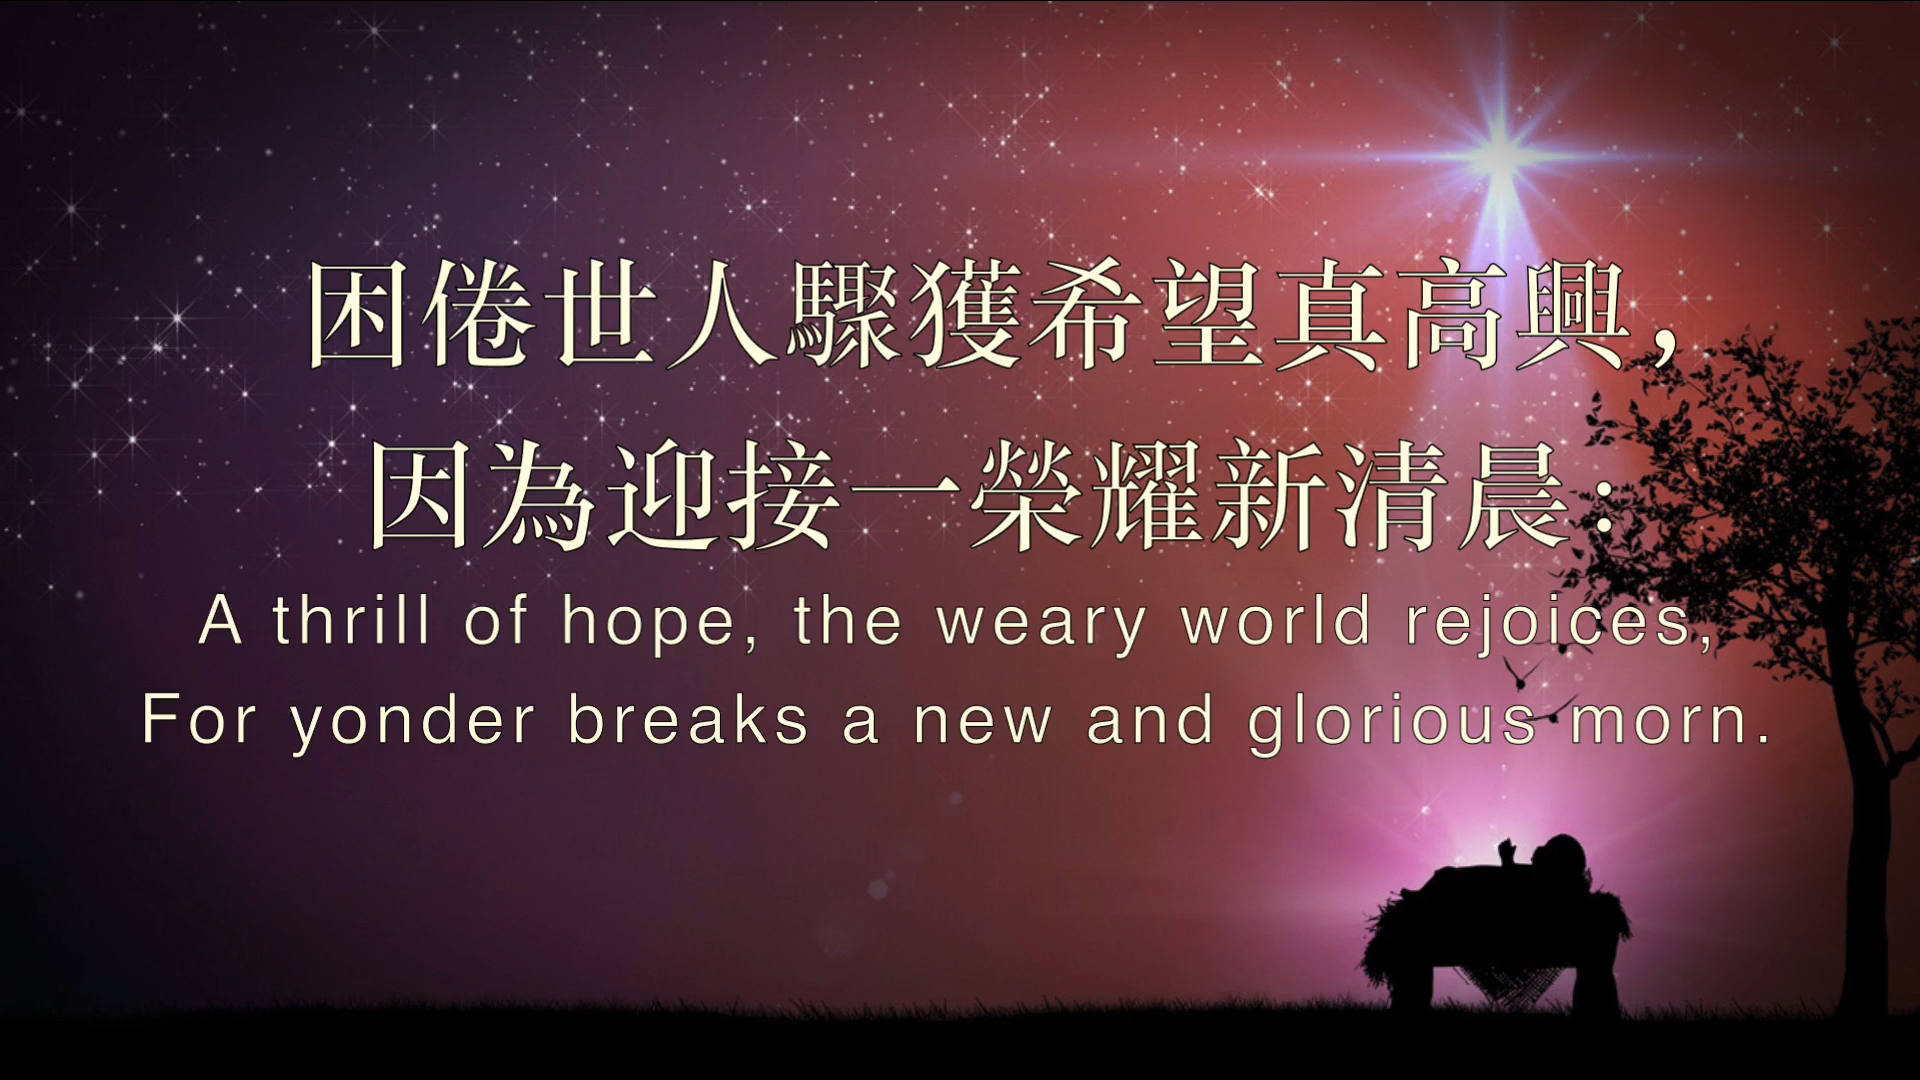 困倦世人驟獲希望真高興，
因為迎接一榮耀新清晨：
A thrill of hope, the weary world rejoices,
For yonder breaks a new and glorious morn.